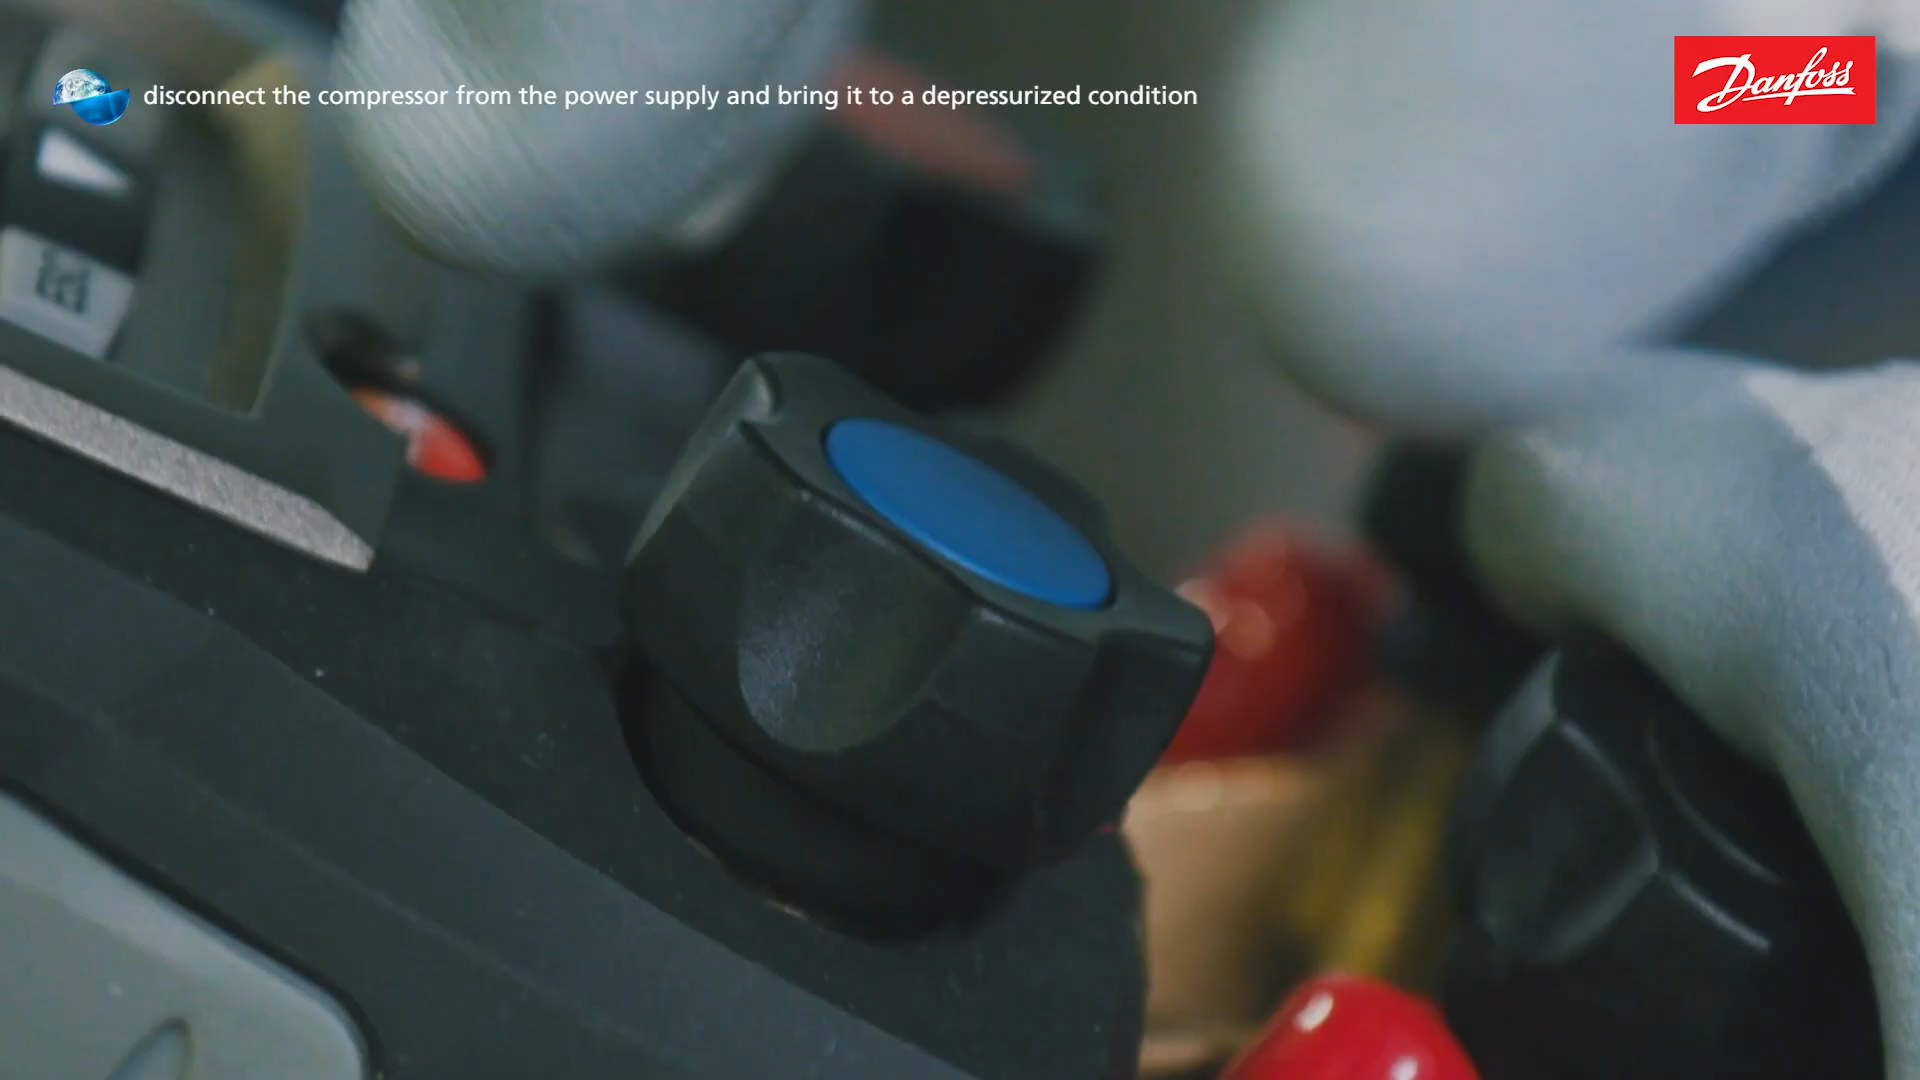 disconnect the compressor from the power supply and bring it to a depressurized condition
Danfoss